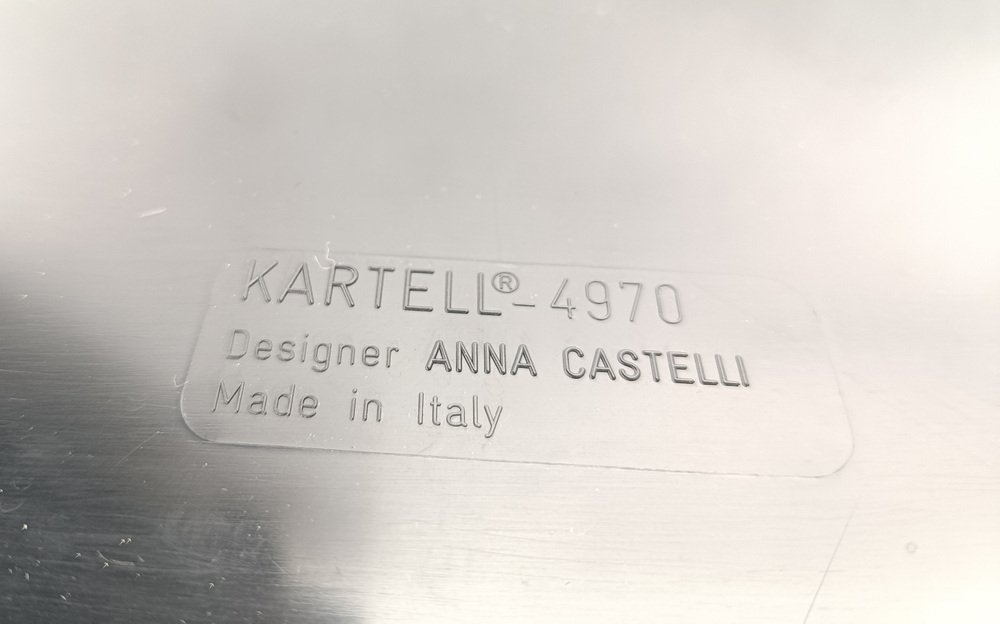 KARTELL®-4970
Designer ANNA CASTELLI
Made in Italy